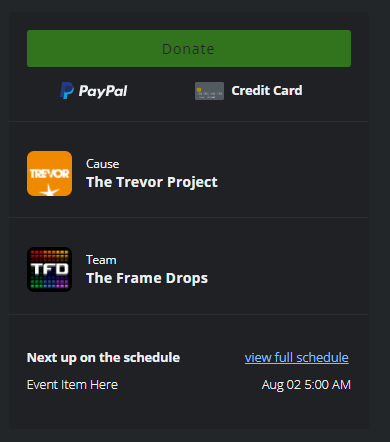 Donate
PayPal
Credit Card
TREVOR
Cause
The Trevor Project
TFD
Team
The Frame Drops
Next up on the schedule
view full schedule
Event Item Here
Aug 02 5:00 AM